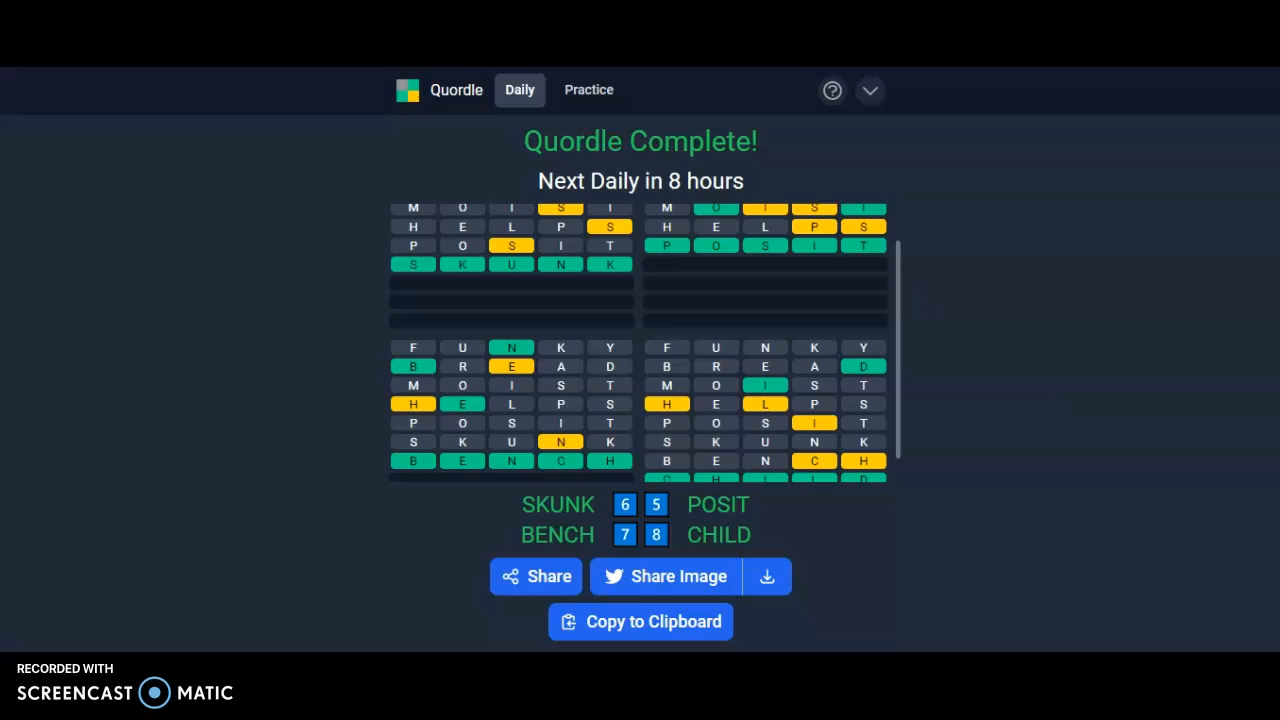 Quordle Daily Practice
Quordle Complete!
Next Daily in 8 hours
M O I S T M O I S T
H E L P S H E L P S
P O S I T P O S I T
S K U N K
F U N K Y F U N K Y
B R E A D B R E A D
M O I S T M O I S T
H E L P S H E L P S
P O S I T P O S I T
S K U N K S K U N K
B E N C H B E N C H
C H I L D
SKUNK 6 5 POSIT
BENCH 7 8 CHILD
Share Share Image
Copy to Clipboard
RECORDED WITH
SCREENCAST MATIC